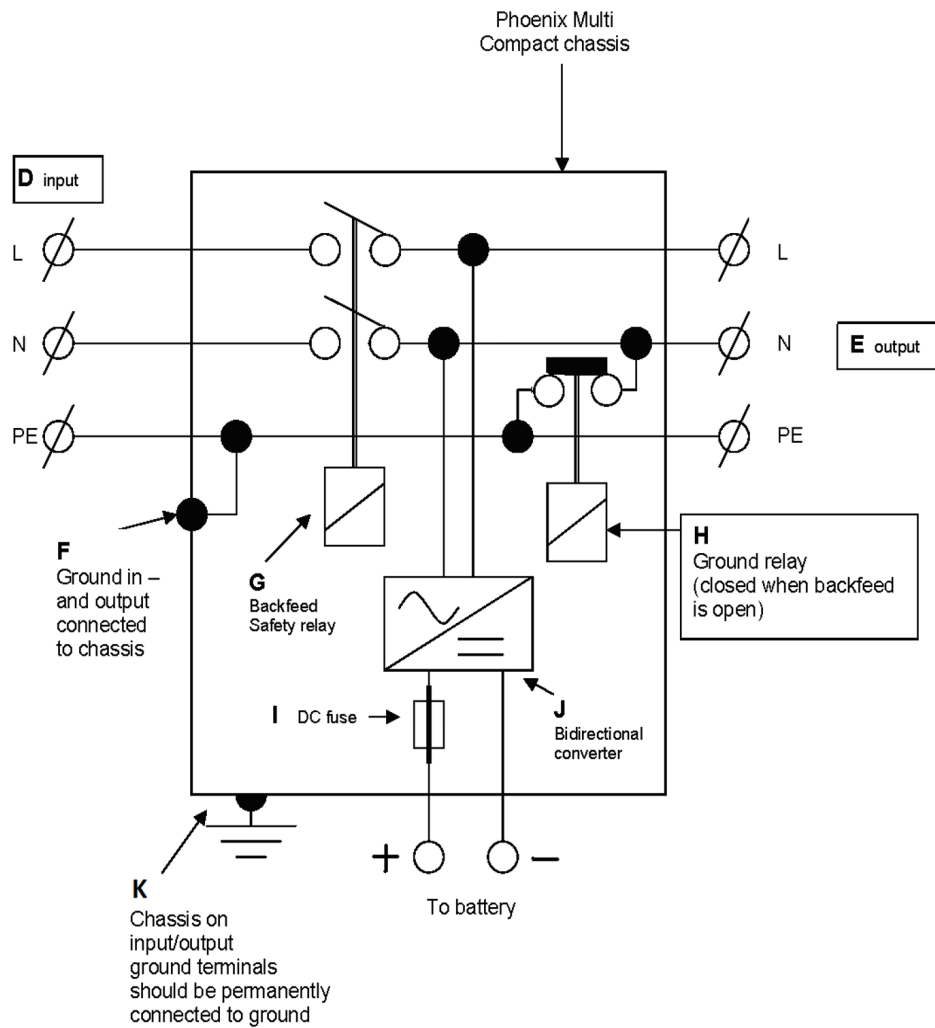 Phoenix Multi
Compact chassis
D input
L
L
N
N
E output
PE
PE
F
Ground in –
and output
connected
to chassis
G
Backfeed
Safety relay
H
Ground relay
(closed when backfeed
is open)
I DC fuse
J
Bidirectional
converter
+
–
To battery
K
Chassis on
input/output
ground terminals
should be permanently
connected to ground